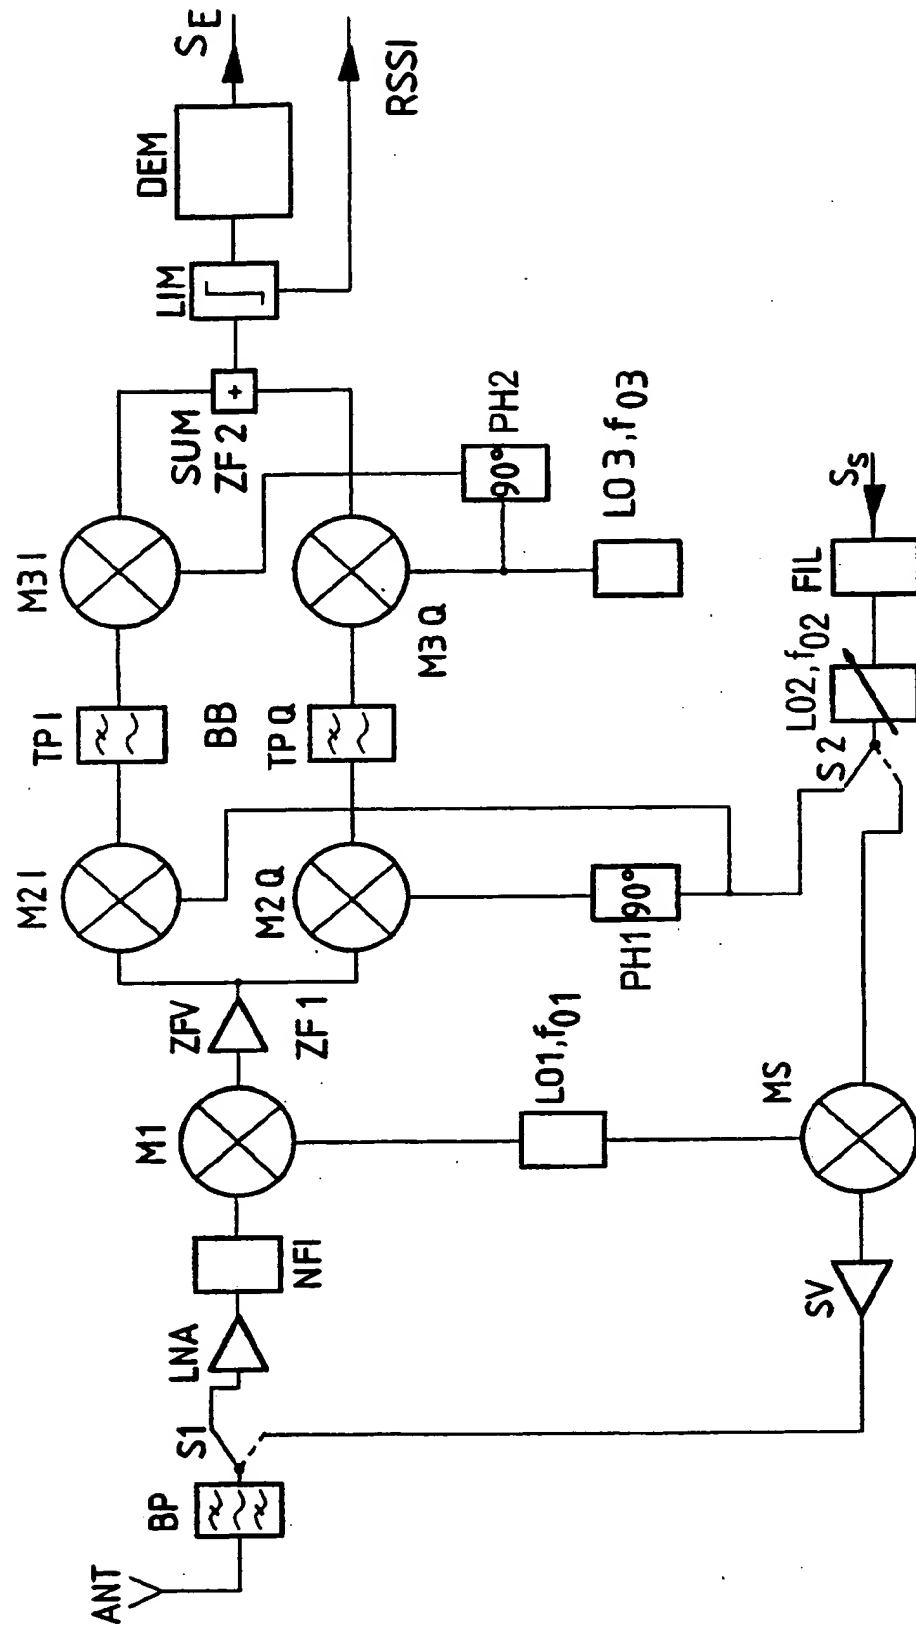 ANT
BP
S1
LNA
NF1
M1
ZFV
ZF1
M2I
M2Q
TPI
BB
TPQ
M3I
M3Q
SUM
ZF2
+
LIM
DEM
SE
RSSI
90° PH2
LO3,f03
PH1 90°
LO1,f01
MS
SV
S2
LO2,f02
FIL
Ss